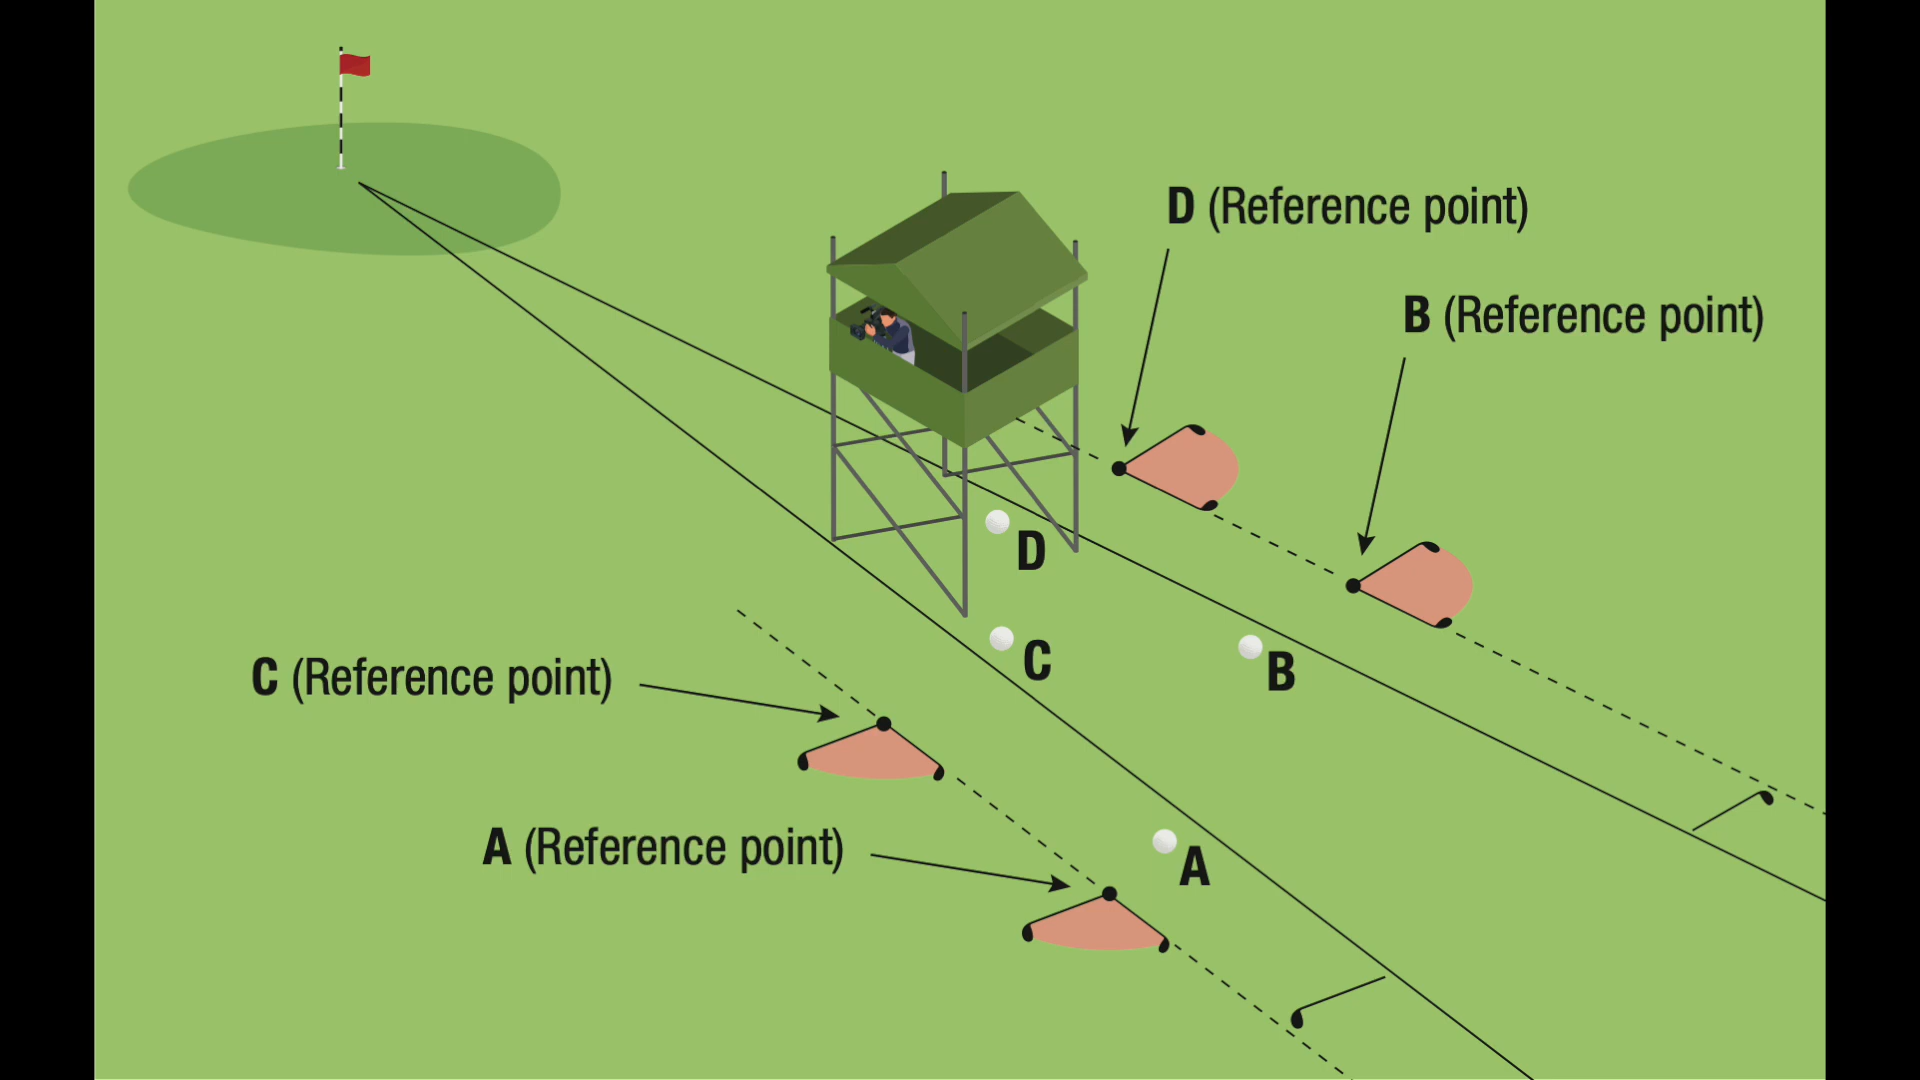 D (Reference point)
B (Reference point)
D
C
B
C (Reference point)
A (Reference point)
A